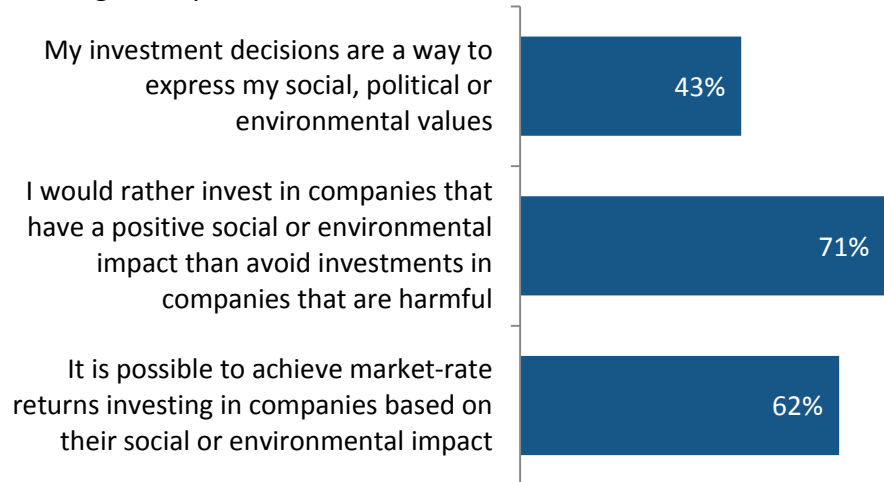 My investment decisions are a way to
express my social, political or
environmental values
43%
I would rather invest in companies that
have a positive social or environmental
impact than avoid investments in
companies that are harmful
71%
It is possible to achieve market-rate
returns investing in companies based on
their social or environmental impact
62%